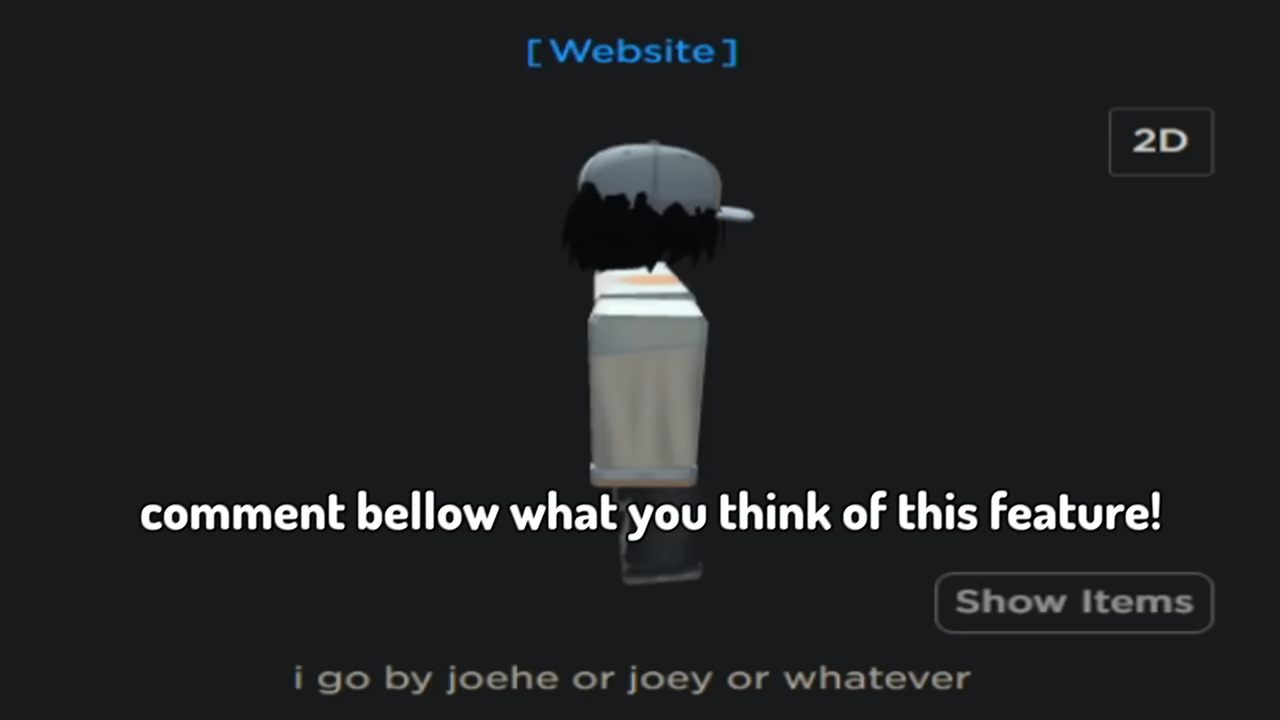 [ Website ]
2D
comment bellow what you think of this feature!
Show Items
i go by joehe or joey or whatever